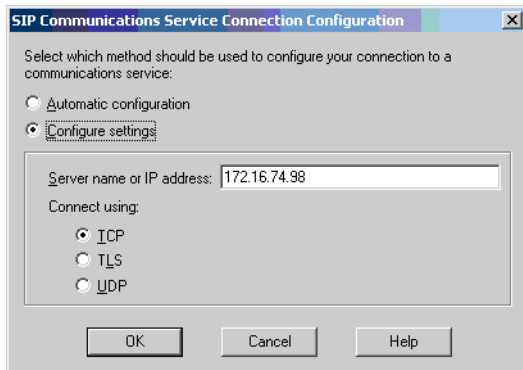 SIP Communications Service Connection Configuration
Select which method should be used to configure your connection to a
communications service:
Automatic configuration
Configure settings
Server name or IP address: 172.16.74.98
Connect using:
TCP
TLS
UDP
OK Cancel Help